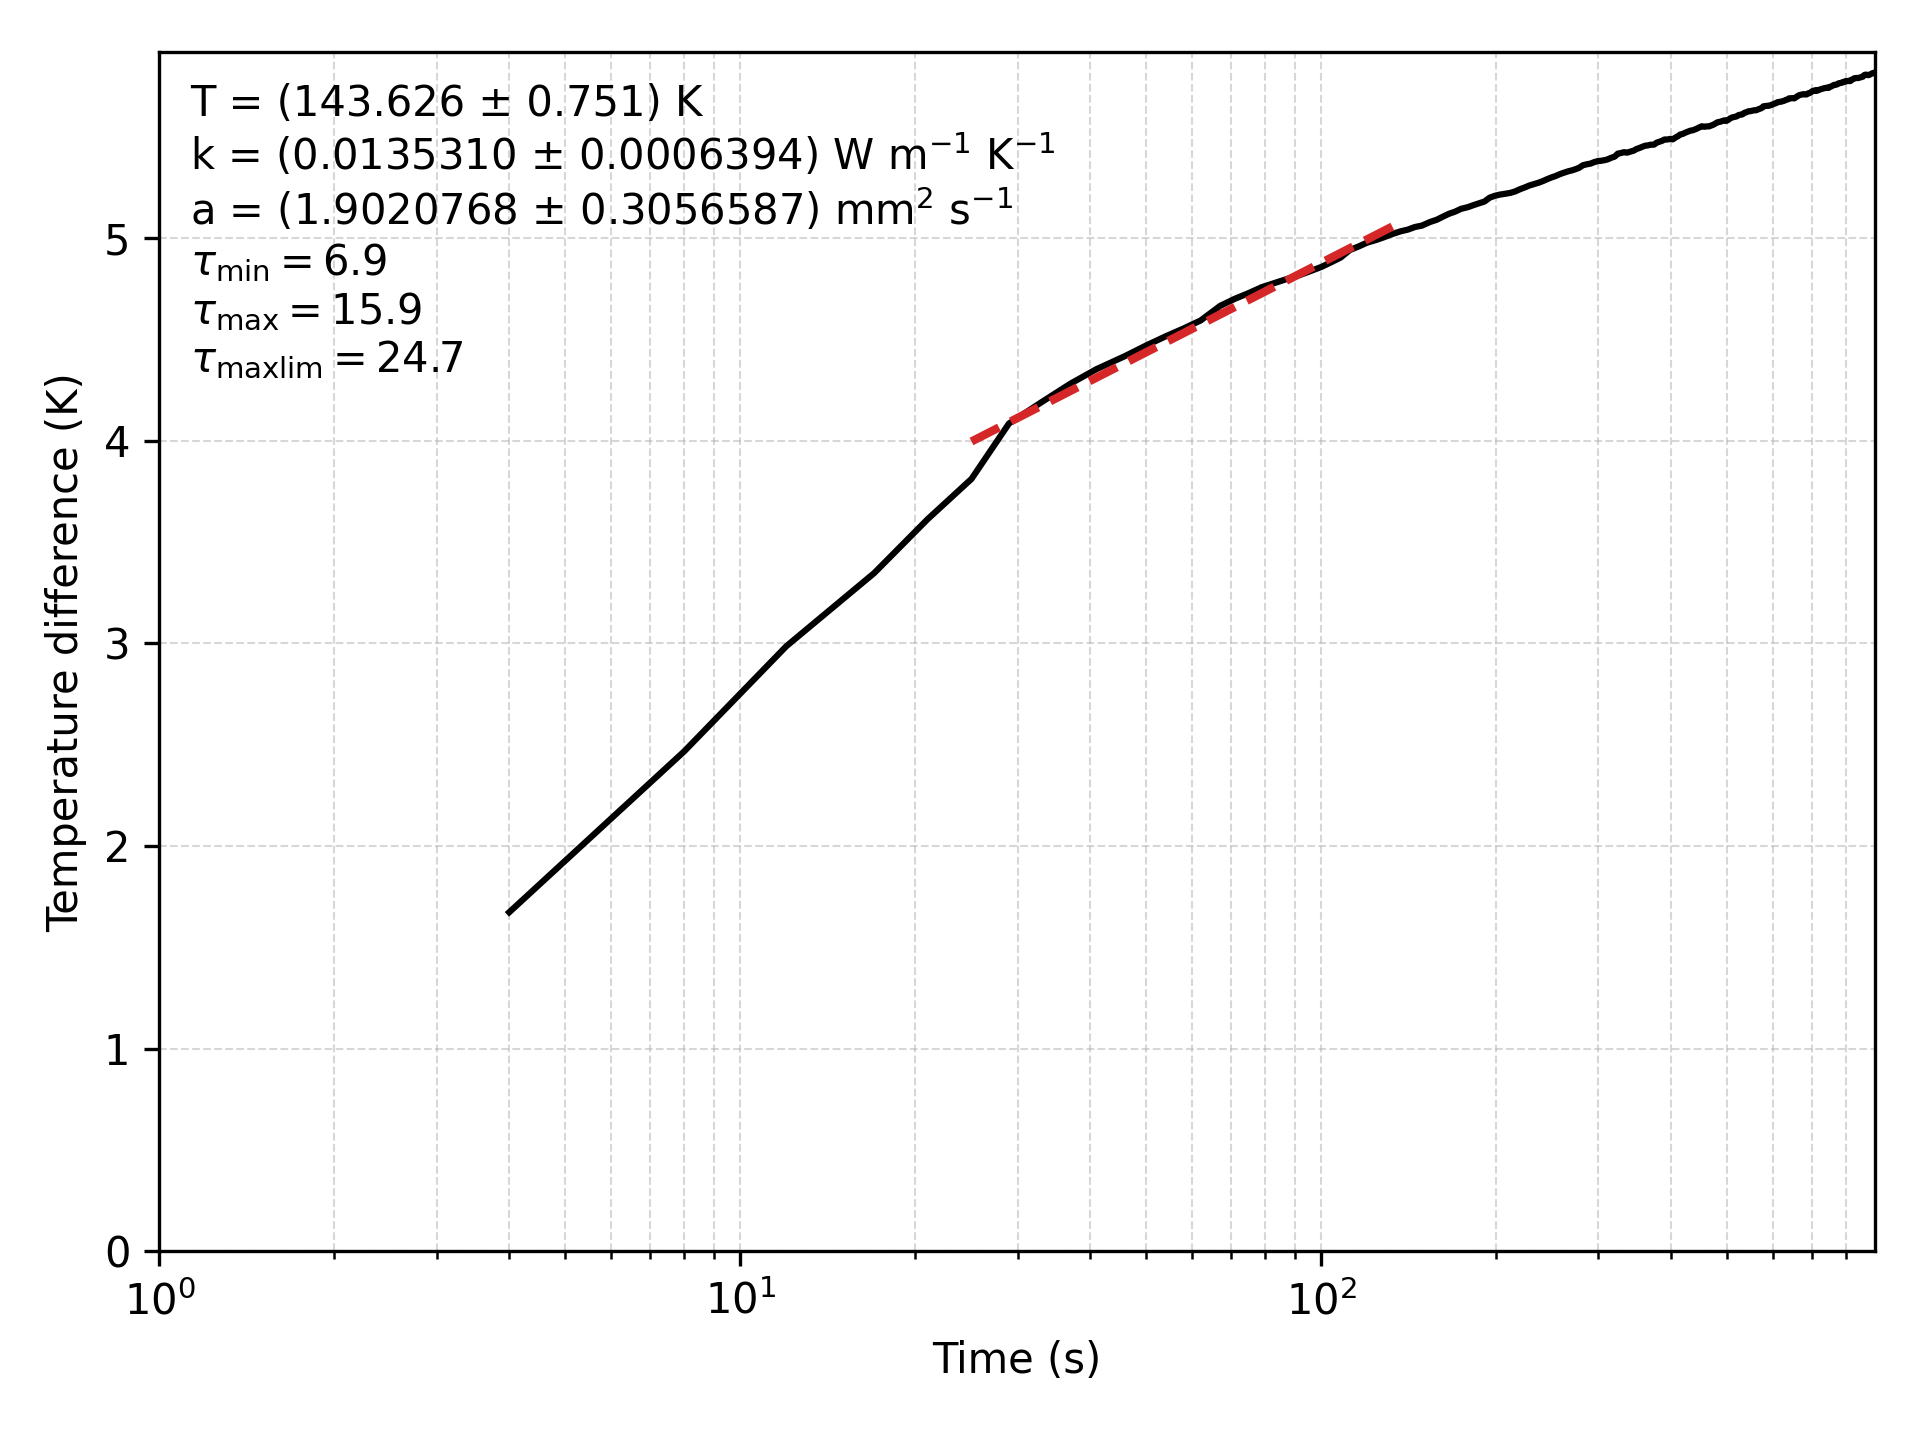 T = (143.626 ± 0.751) K
k = (0.0135310 ± 0.0006394) W m⁻¹ K⁻¹
a = (1.9020768 ± 0.3056587) mm² s⁻¹
τmin = 6.9
τmax = 15.9
τmaxlim = 24.7
Temperature difference (K)
5
4
3
2
1
0
10⁰ 10¹ 10²
Time (s)